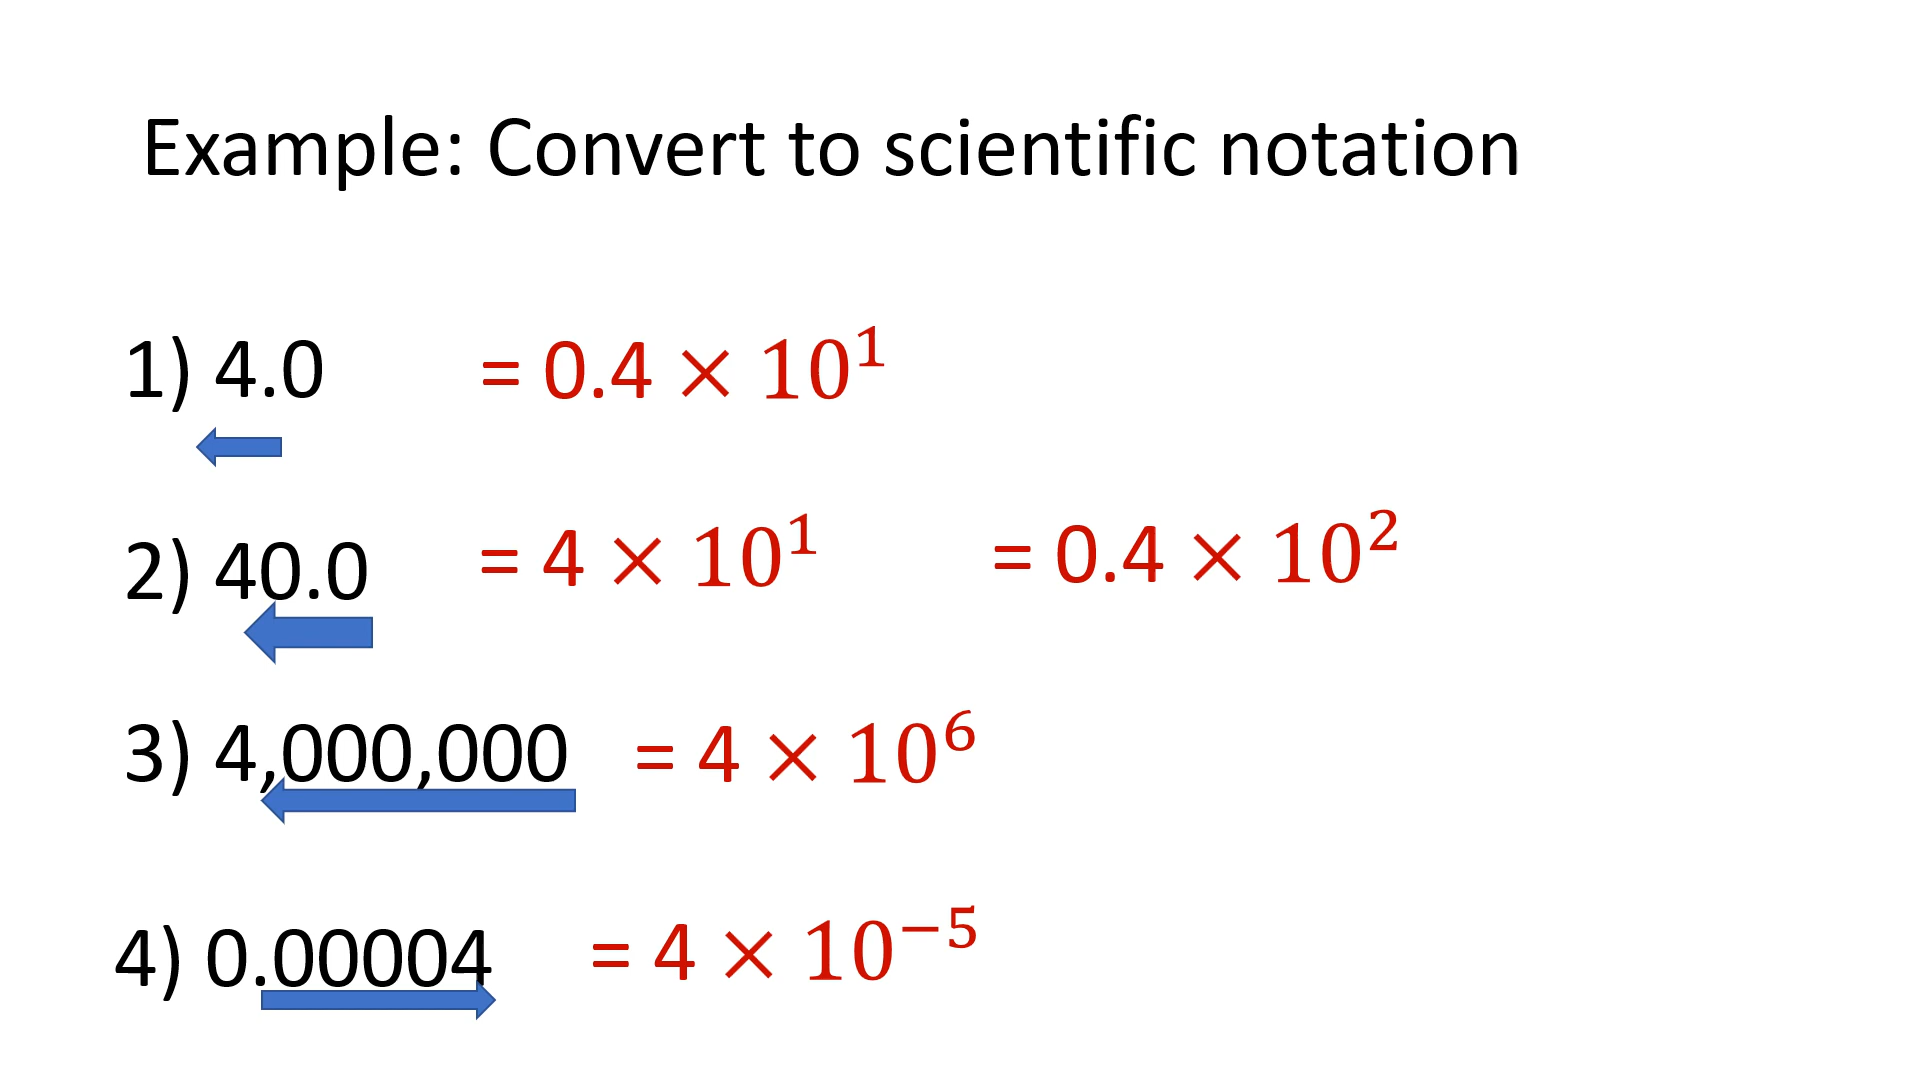 Example: Convert to scientific notation
1) 4.0 = 0.4 × 10¹
2) 40.0 = 4 × 10¹ = 0.4 × 10²
3) 4,000,000 = 4 × 10⁶
4) 0.00004 = 4 × 10⁻⁵